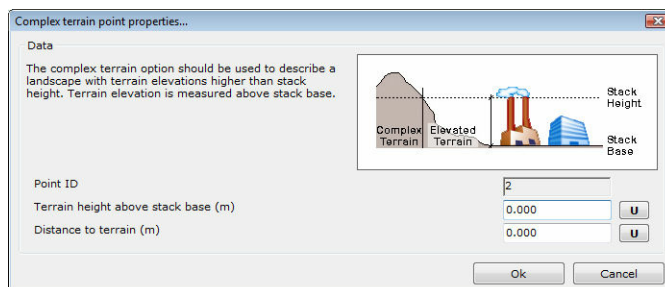 Complex terrain point properties...
Data
The complex terrain option should be used to describe a
landscape with terrain elevations higher than stack
height. Terrain elevation is measured above stack base.
Stack
Height
Complex Elevated
Terrain Terrain
Stack
Base
Point ID
2
Terrain height above stack base (m)
0.000
U
Distance to terrain (m)
0.000
U
Ok
Cancel